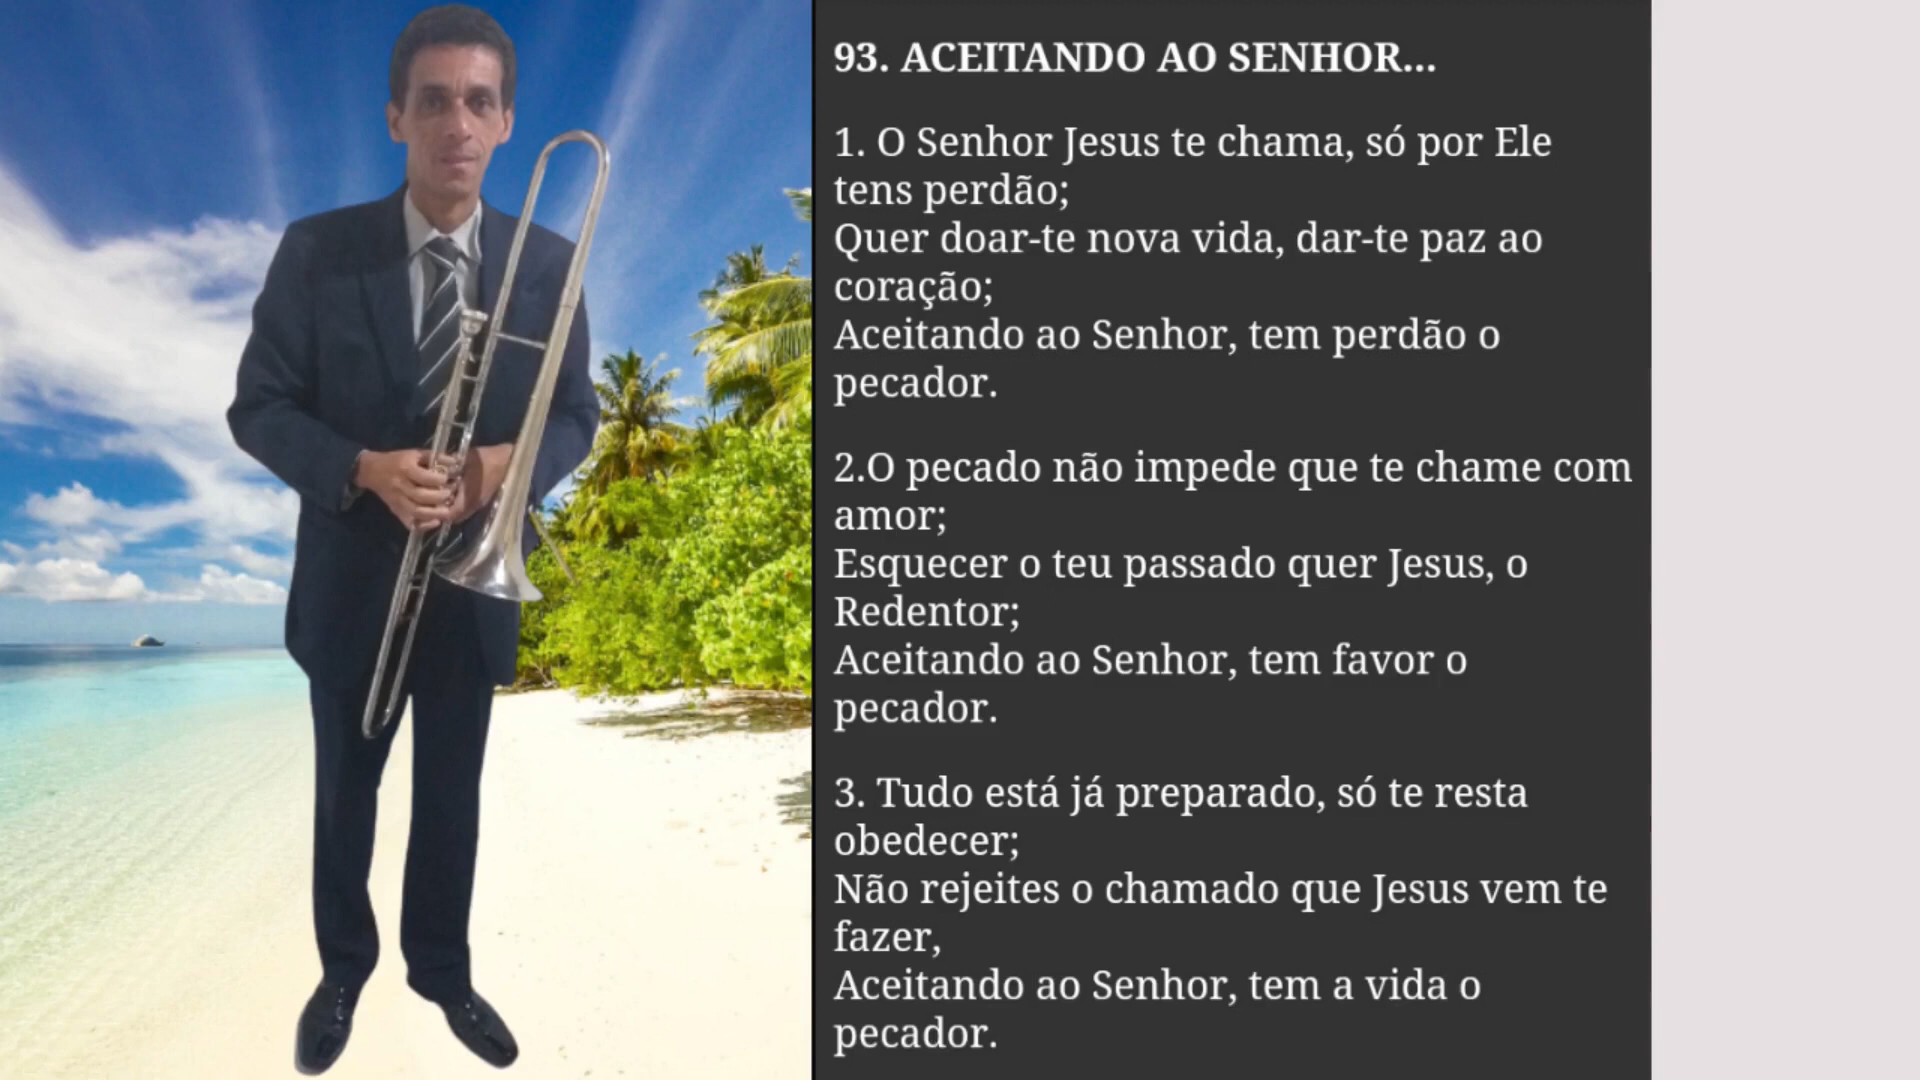 93. ACEITANDO AO SENHOR...
1. O Senhor Jesus te chama, só por Ele
tens perdão;
Quer doar-te nova vida, dar-te paz ao
coração;
Aceitando ao Senhor, tem perdão o
pecador.
2.O pecado não impede que te chame com
amor;
Esquecer o teu passado quer Jesus, o
Redentor;
Aceitando ao Senhor, tem favor o
pecador.
3. Tudo está já preparado, só te resta
obedecer;
Não rejeites o chamado que Jesus vem te
fazer,
Aceitando ao Senhor, tem a vida o
pecador.